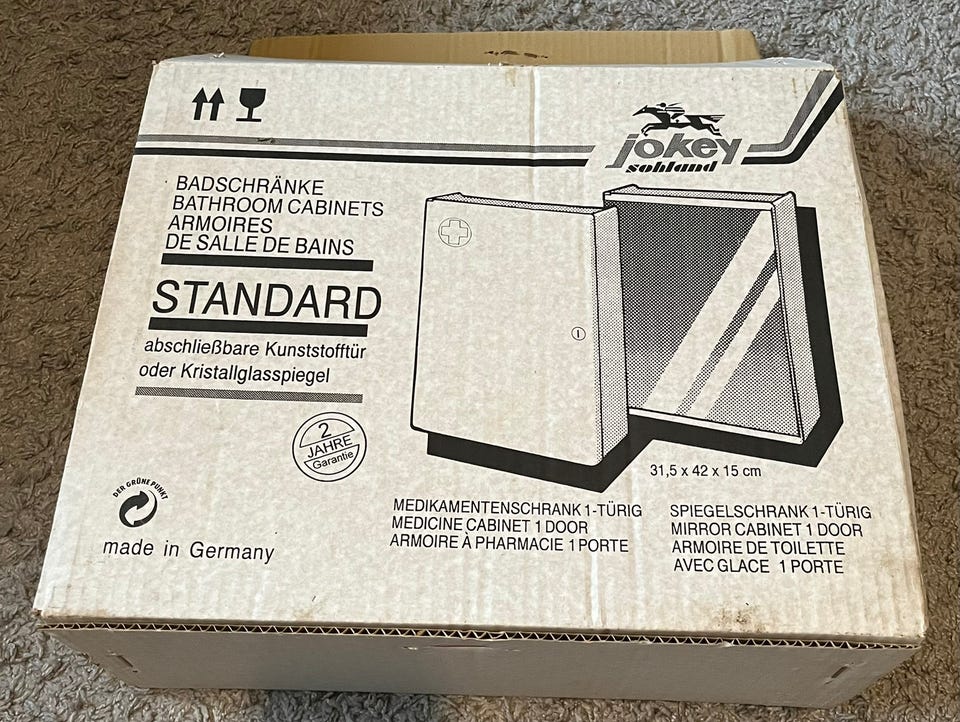 jokey
sohland
BADSCHRÄNKE
BATHROOM CABINETS
ARMOIRES
DE SALLE DE BAINS
STANDARD
abschließbare Kunststofftür
oder Kristallglasspiegel
2
JAHRE
Garantie
31,5 x 42 x 15 cm
DER GRÜNE PUNKT
made in Germany
MEDIKAMENTENSCHRANK 1-TÜRIG
MEDICINE CABINET 1 DOOR
ARMOIRE À PHARMACIE 1 PORTE
SPIEGELSCHRANK 1-TÜRIG
MIRROR CABINET 1 DOOR
ARMOIRE DE TOILETTE
AVEC GLACE 1 PORTE